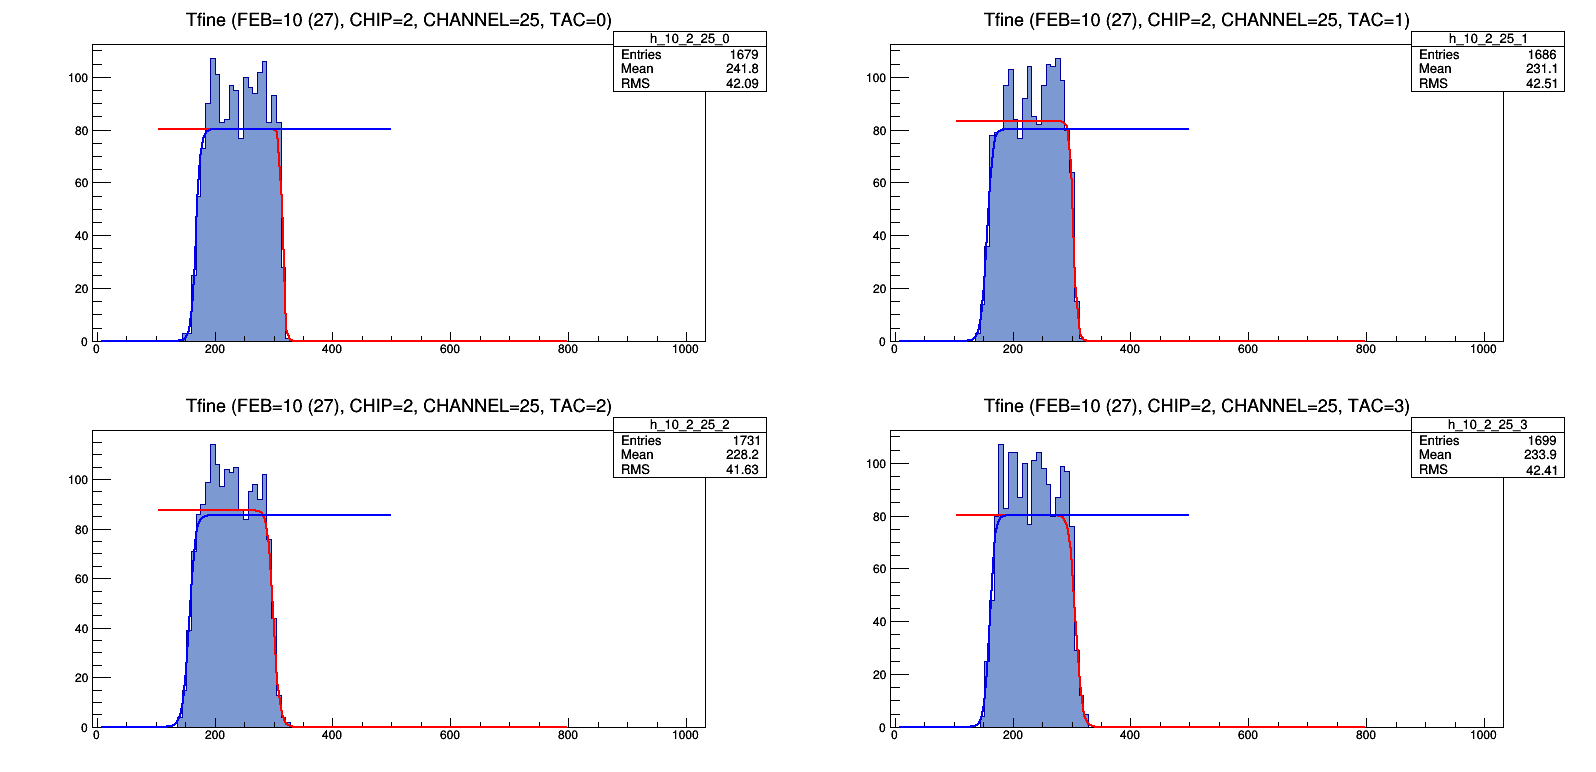 Tfine (FEB=10 (27), CHIP=2, CHANNEL=25, TAC=0)
h_10_2_25_0
Entries 1679
Mean 241.8
RMS 42.09
100
80
60
40
20
0
0 200 400 600 800 1000
Tfine (FEB=10 (27), CHIP=2, CHANNEL=25, TAC=1)
h_10_2_25_1
Entries 1686
Mean 231.1
RMS 42.51
100
80
60
40
20
0
0 200 400 600 800 1000
Tfine (FEB=10 (27), CHIP=2, CHANNEL=25, TAC=2)
h_10_2_25_2
Entries 1731
Mean 228.2
RMS 41.63
100
80
60
40
20
0
0 200 400 600 800 1000
Tfine (FEB=10 (27), CHIP=2, CHANNEL=25, TAC=3)
h_10_2_25_3
Entries 1699
Mean 233.9
RMS 42.41
100
80
60
40
20
0
0 200 400 600 800 1000